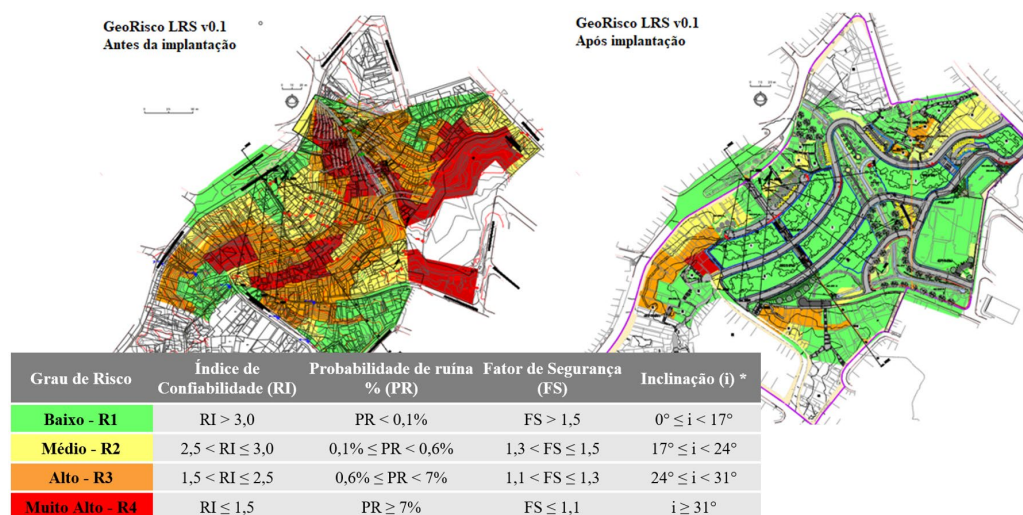 GeoRisco LRS v0.1
Antes da implantação
GeoRisco LRS v0.1
Após implantação
Grau de Risco
Índice de
Confiabilidade (RI)
Probabilidade de ruína
% (PR)
Fator de Segurança
(FS)
Inclinação (i) *
Baixo - R1
RI > 3,0
PR < 0,1%
FS > 1,5
0° ≤ i < 17°
Médio - R2
2,5 < RI ≤ 3,0
0,1% ≤ PR < 0,6%
1,3 < FS ≤ 1,5
17° ≤ i < 24°
Alto - R3
1,5 < RI ≤ 2,5
0,6% ≤ PR < 7%
1,1 < FS ≤ 1,3
24° ≤ i < 31°
Muito Alto - R4
RI ≤ 1,5
PR ≥ 7%
FS ≤ 1,1
i ≥ 31°